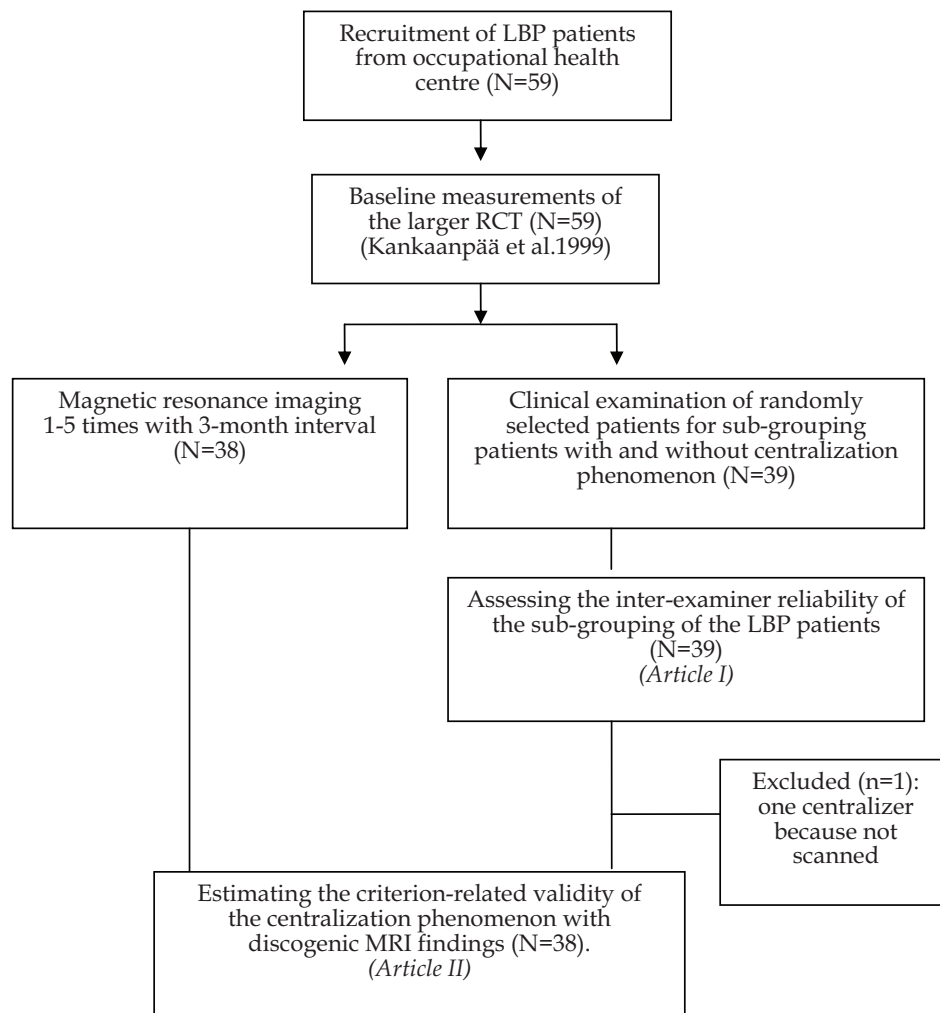 Recruitment of LBP patients
from occupational health
centre (N=59)
Baseline measurements of
the larger RCT (N=59)
(Kankaanpää et al.1999)
Magnetic resonance imaging
1-5 times with 3-month interval
(N=38)
Clinical examination of randomly
selected patients for sub-grouping
patients with and without centralization
phenomenon (N=39)
Assessing the inter-examiner reliability of
the sub-grouping of the LBP patients
(N=39)
(Article I)
Excluded (n=1):
one centralizer
because not
scanned
Estimating the criterion-related validity of
the centralization phenomenon with
discogenic MRI findings (N=38).
(Article II)